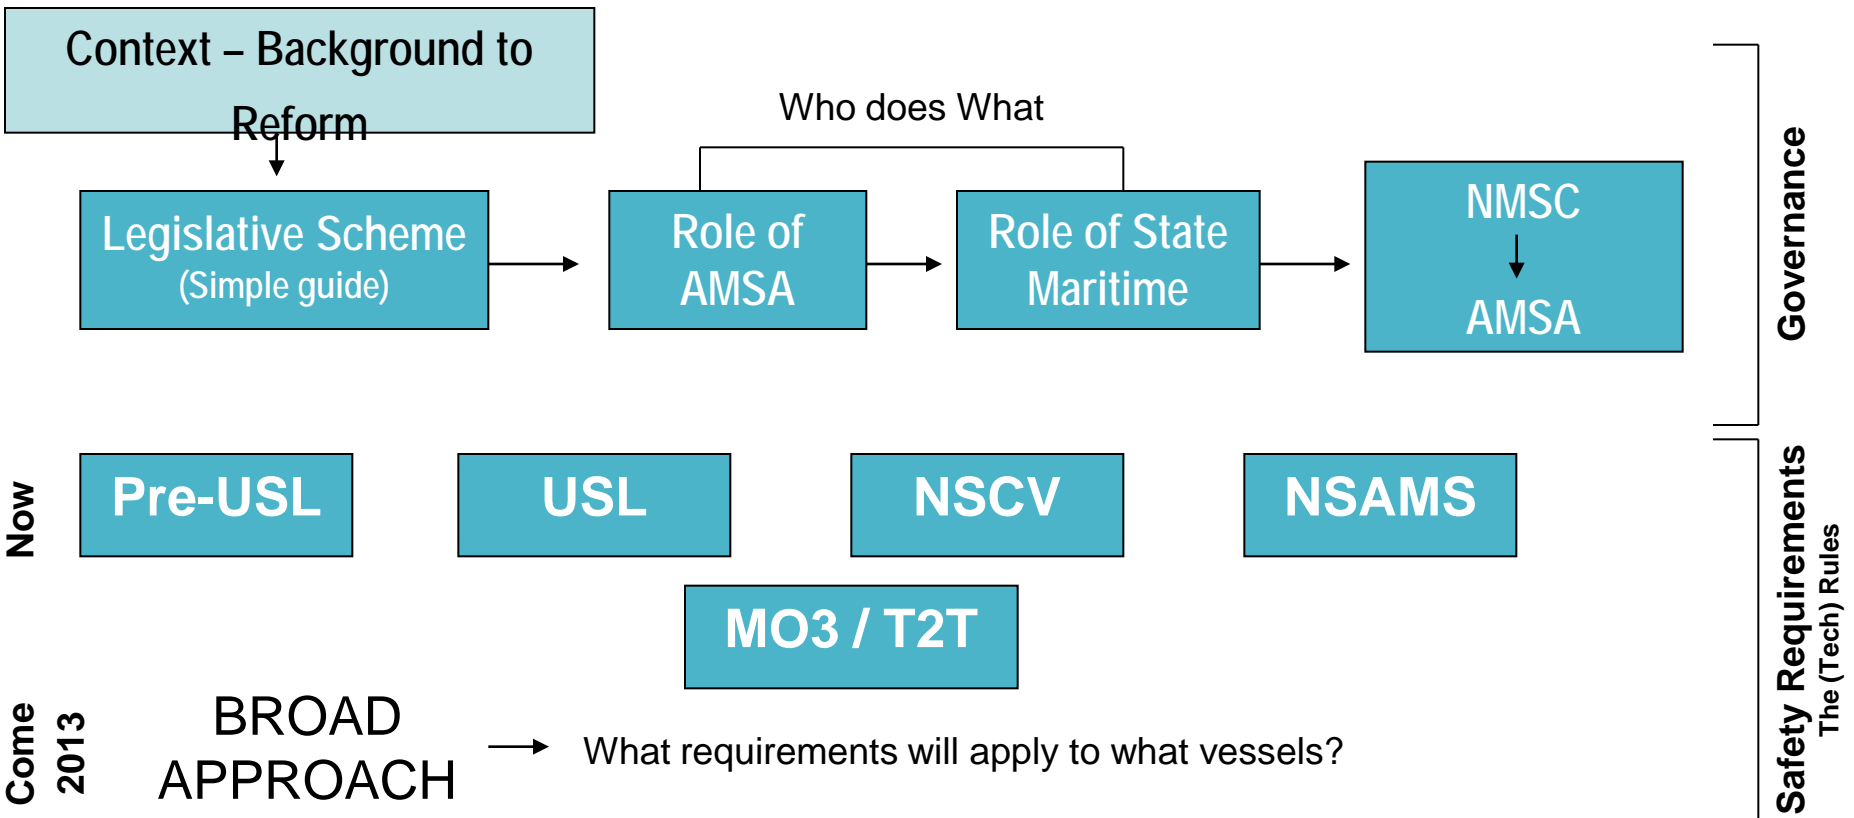 Context – Background to
Reform
Who does What
Legislative Scheme
(Simple guide)
Role of
AMSA
Role of State
Maritime
NMSC
AMSA
Governance
Now
Pre-USL
USL
NSCV
NSAMS
MO3 / T2T
Come
2013
BROAD
APPROACH
What requirements will apply to what vessels?
Safety Requirements
The (Tech) Rules